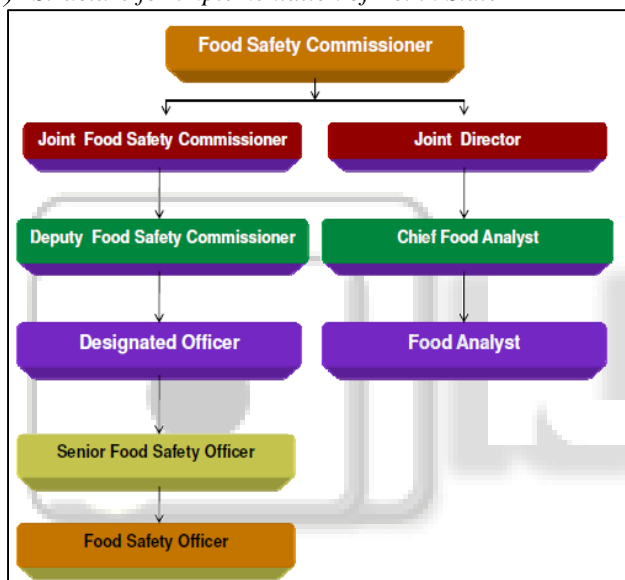 Food Safety Commissioner
Joint Food Safety Commissioner
Joint Director
Deputy Food Safety Commissioner
Chief Food Analyst
Designated Officer
Food Analyst
Senior Food Safety Officer
Food Safety Officer